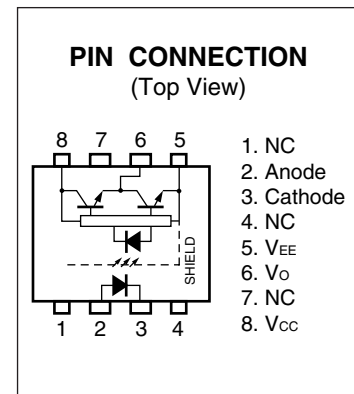 PIN CONNECTION
(Top View)
8 7 6 5
SHIELD
1 2 3 4
1. NC
2. Anode
3. Cathode
4. NC
5. VEE
6. VO
7. NC
8. VCC